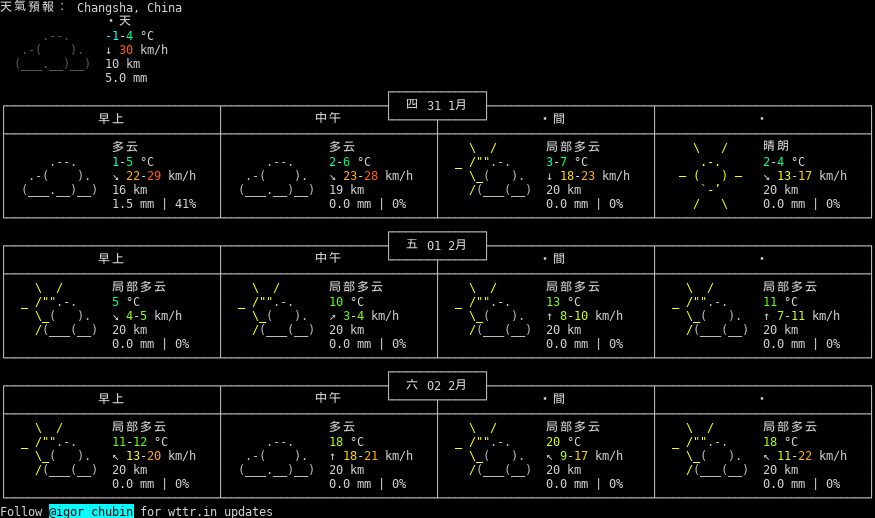 天氣預報： Changsha, China
・天
-1-4 °C
↓ 30 km/h
10 km
5.0 mm
四 31 1月
早上 中午 ・間 ・
多云 多云 局部多云 晴朗
1-5 °C 2-6 °C 3-7 °C 2-4 °C
↘ 22-29 km/h ↘ 23-28 km/h ↓ 18-23 km/h ↘ 13-17 km/h
16 km 19 km 20 km 20 km
1.5 mm | 41% 0.0 mm | 0% 0.0 mm | 0% 0.0 mm | 0%
五 01 2月
早上 中午 ・間 ・
局部多云 局部多云 局部多云 局部多云
5 °C 10 °C 13 °C 11 °C
↘ 4-5 km/h ↗ 3-4 km/h ↑ 8-10 km/h ↑ 7-11 km/h
20 km 20 km 20 km 20 km
0.0 mm | 0% 0.0 mm | 0% 0.0 mm | 0% 0.0 mm | 0%
六 02 2月
早上 中午 ・間 ・
局部多云 多云 局部多云 局部多云
11-12 °C 18 °C 20 °C 18 °C
↖ 13-20 km/h ↑ 18-21 km/h ↖ 9-17 km/h ↖ 11-22 km/h
20 km 20 km 20 km 20 km
0.0 mm | 0% 0.0 mm | 0% 0.0 mm | 0% 0.0 mm | 0%
Follow @igor_chubin for wttr.in updates